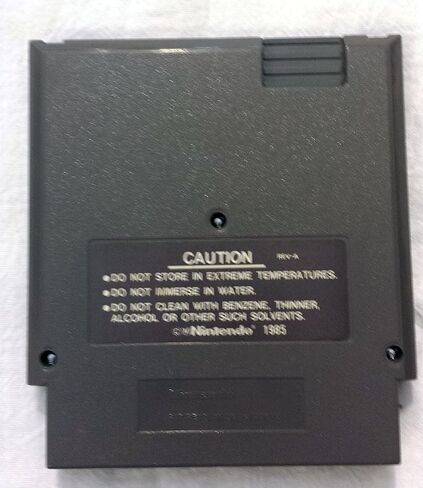 CAUTION REV-A
●DO NOT STORE IN EXTREME TEMPERATURES.
●DO NOT IMMERSE IN WATER.
●DO NOT CLEAN WITH BENZENE, THINNER,
ALCOHOL OR OTHER SUCH SOLVENTS.
Nintendo® 1985